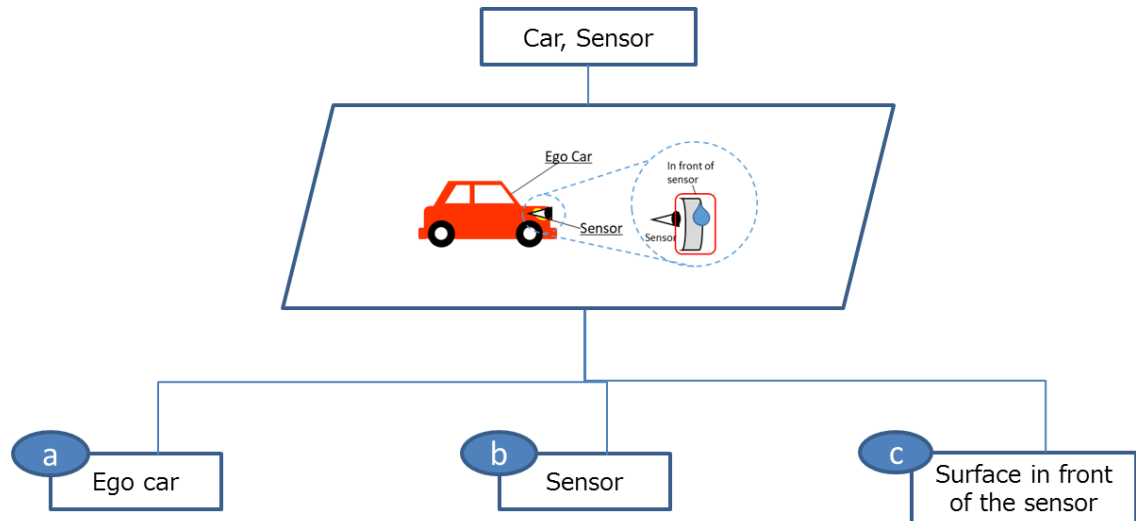 Car, Sensor
Ego Car
In front of
sensor
Sensor
Sensor
a
Ego car
b
Sensor
c
Surface in front
of the sensor